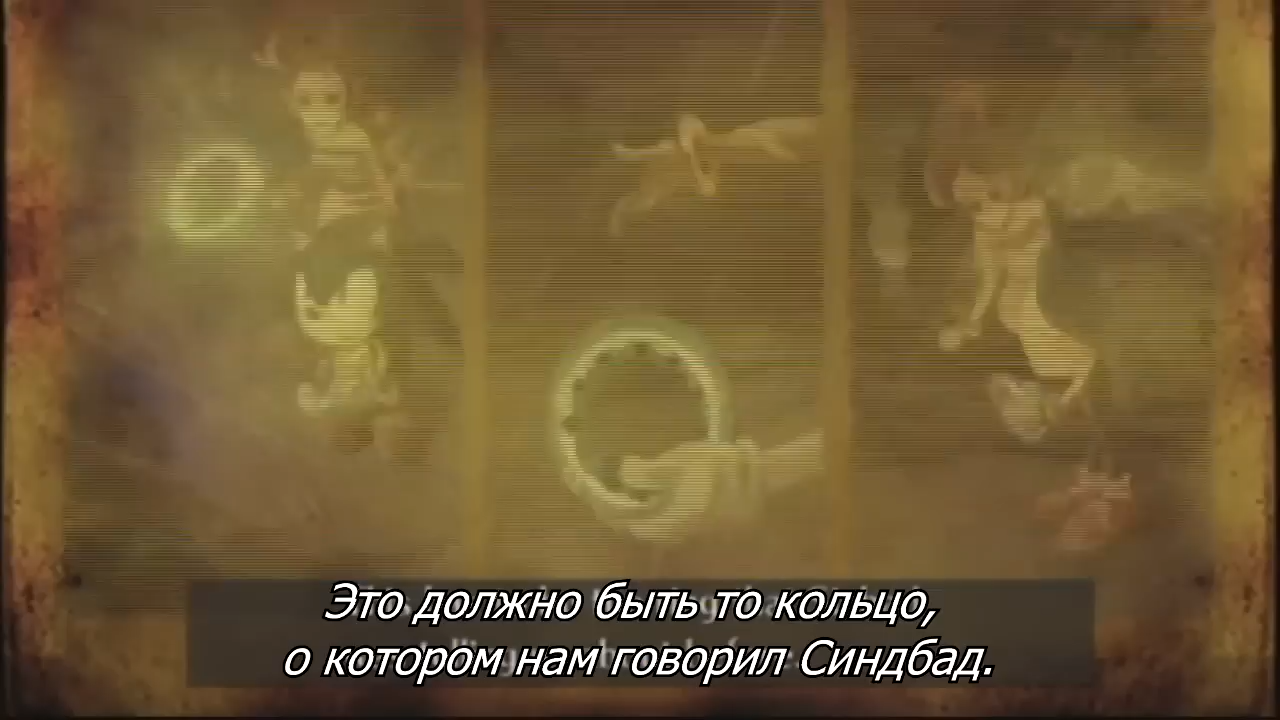 Это должно быть то кольцо,
о котором нам говорил Синдбад.